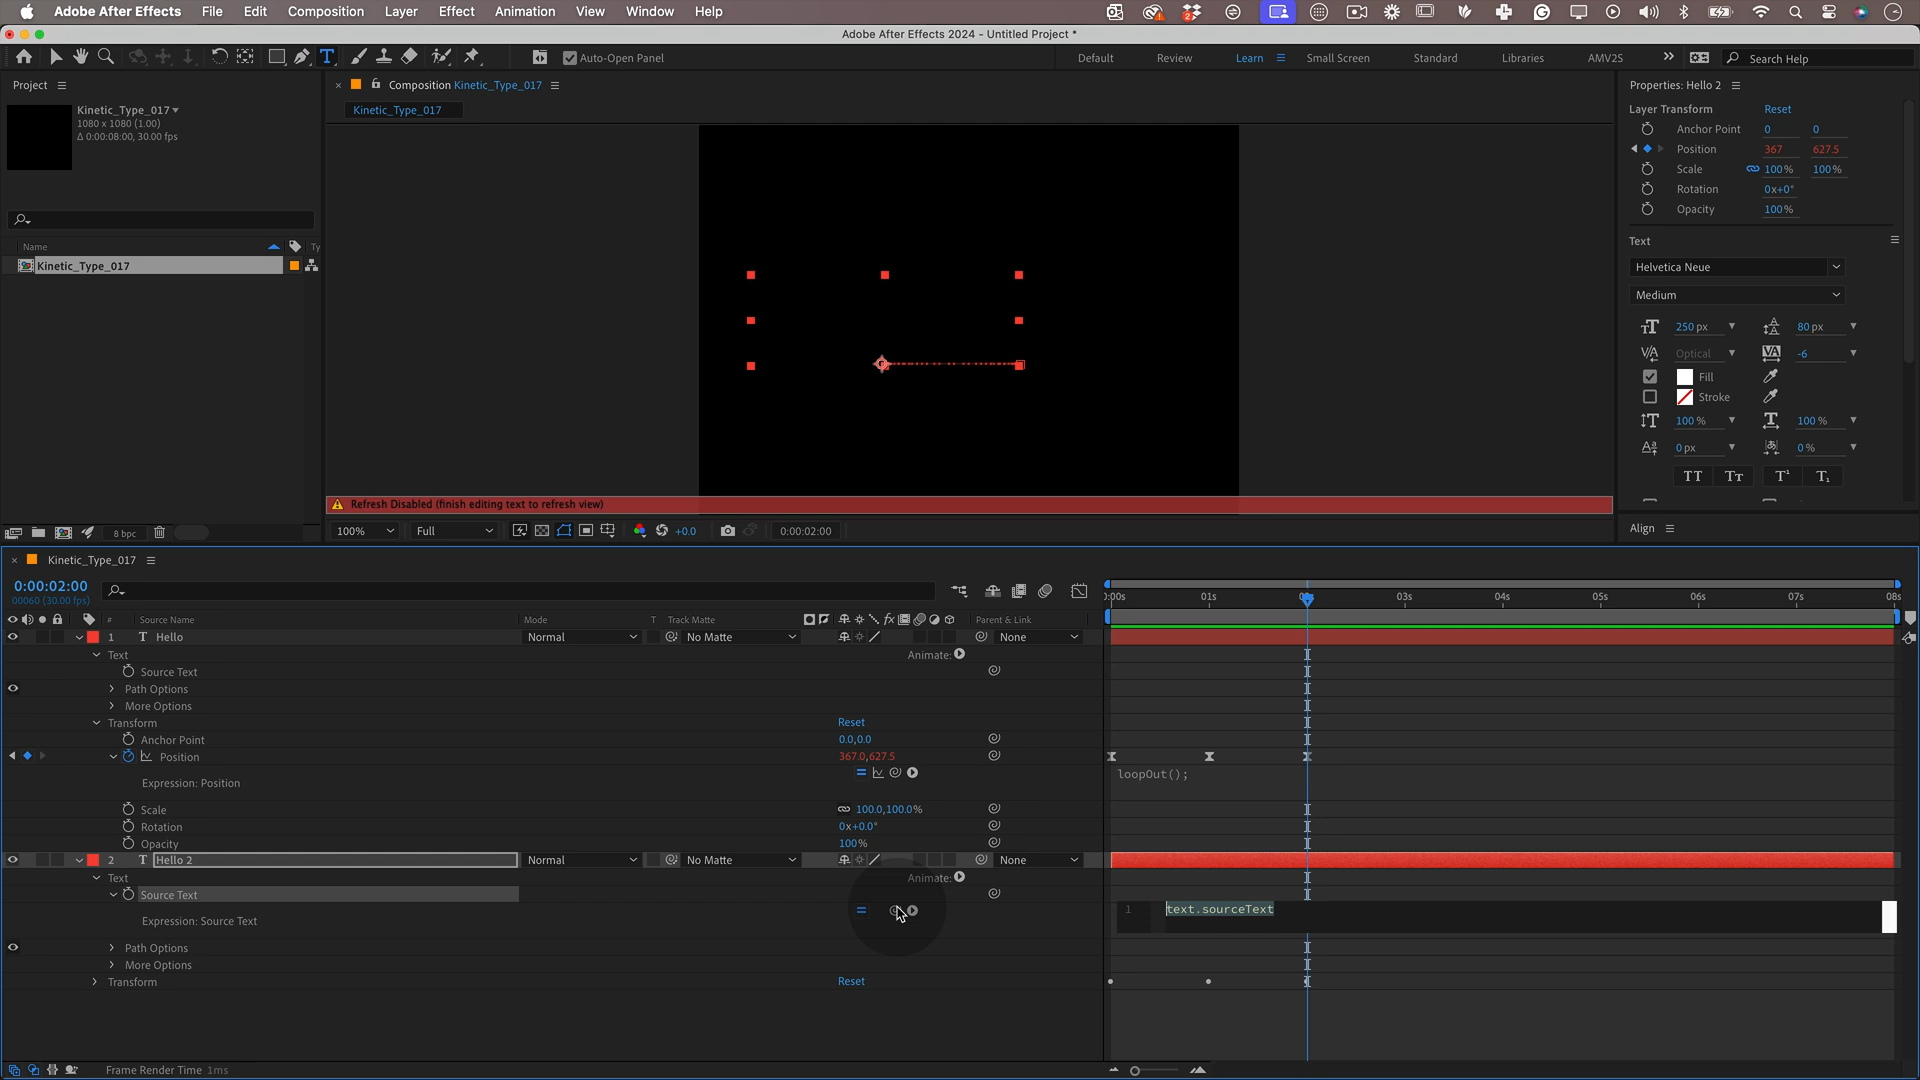 Adobe After Effects File Edit Composition Layer Effect Animation View Window Help
Adobe After Effects 2024 - Untitled Project *
Auto-Open Panel
Default Review Learn Small Screen Standard Libraries AMV2S Search Help
Project
Kinetic_Type_017
1080 x 1080 (1.00)
Δ 0:00:08:00, 30.00 fps
Name Ty
Kinetic_Type_017
8 bpc
Composition Kinetic_Type_017
Kinetic_Type_017
Refresh Disabled (finish editing text to refresh view)
100% Full +0.0 0:00:02:00
Properties: Hello 2
Layer Transform Reset
Anchor Point 0 0
Position 367 627.5
Scale 100% 100%
Rotation 0x+0°
Opacity 100%
Text
Helvetica Neue
Medium
250 px 80 px
Optical -6
Fill
Stroke
100 % 100 %
0 px 0 %
TT Tт T¹ T₁
Align
Kinetic_Type_017
0:00:02:00
00060 (30.00 fps)
:00s 01s 03s 04s 05s 06s 07s 08s
# Source Name Mode T Track Matte fx Parent & Link
1 T Hello Normal No Matte None
Text Animate:
Source Text
Path Options
More Options
Transform Reset
Anchor Point 0.0,0.0
Position 367.0,627.5
Expression: Position loopOut();
Scale 100.0,100.0%
Rotation 0x+0.0°
Opacity 100%
2 T Hello 2 Normal No Matte None
Text Animate:
Source Text
Expression: Source Text 1 text.sourceText
Path Options
More Options
Transform Reset
Frame Render Time 1ms